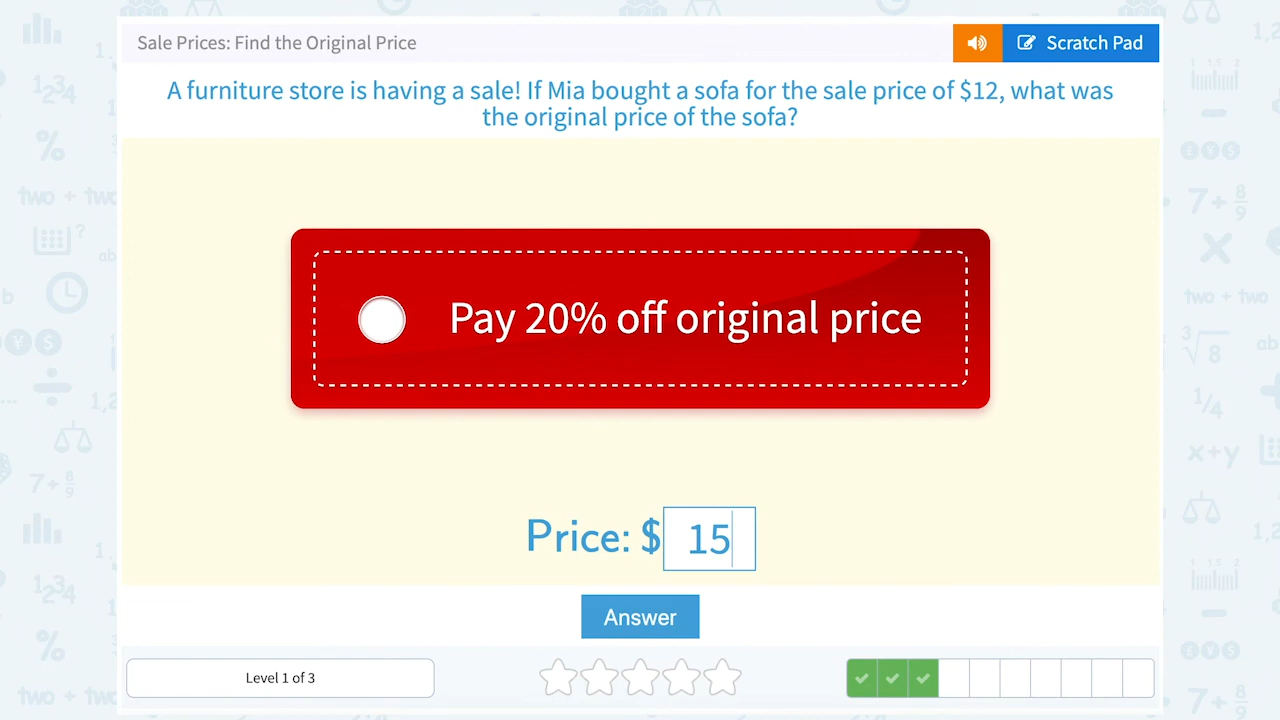 Sale Prices: Find the Original Price
Scratch Pad
A furniture store is having a sale! If Mia bought a sofa for the sale price of $12, what was
the original price of the sofa?
Pay 20% off original price
Price: $ 15
Answer
Level 1 of 3